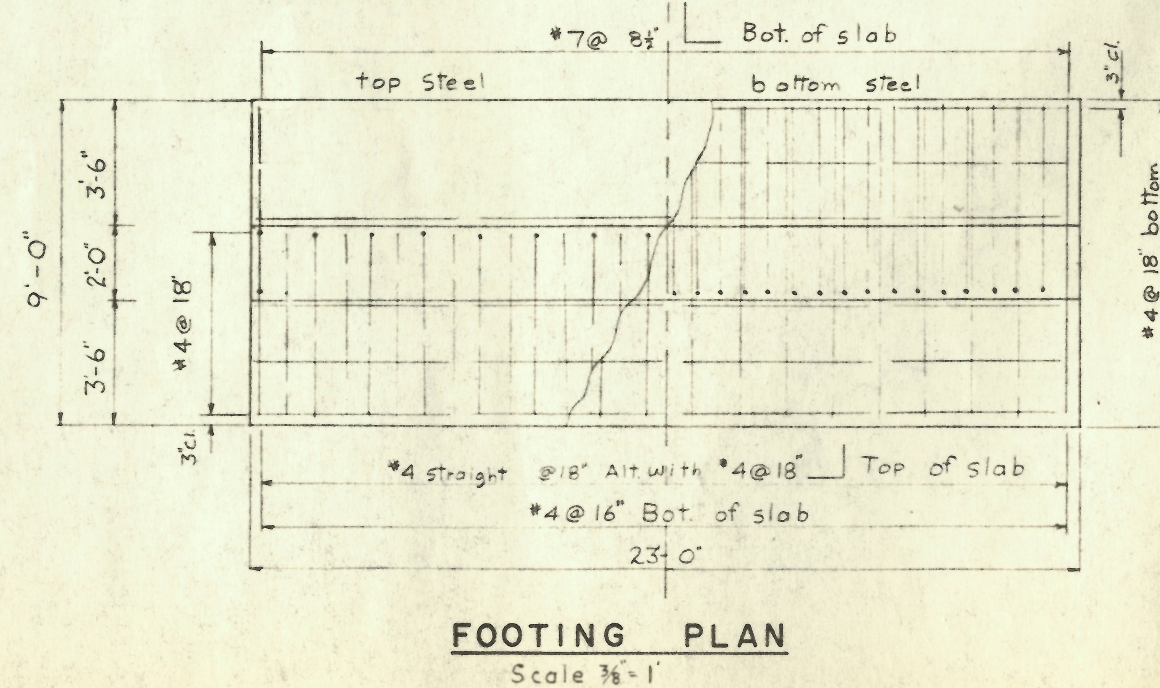 #7@ 8½" Bot. of slab
top steel
bottom steel
3" cl.
9'-0"
3'-6"
2'-0"
3'-6"
#4@18"
3" cl.
#4@18" bottom
#4 straight @18" Alt. with #4@18" Top of slab
#4@16" Bot. of slab
23'-0"
FOOTING PLAN
Scale ⅜"=1'